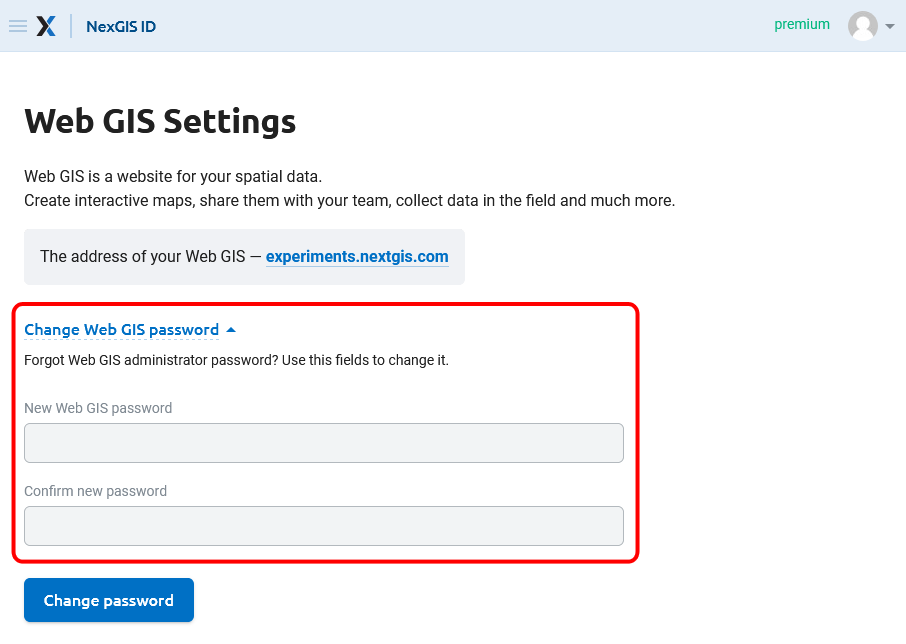 NexGIS ID
premium
Web GIS Settings
Web GIS is a website for your spatial data.
Create interactive maps, share them with your team, collect data in the field and much more.
The address of your Web GIS — experiments.nextgis.com
Change Web GIS password
Forgot Web GIS administrator password? Use this fields to change it.
New Web GIS password
Confirm new password
Change password